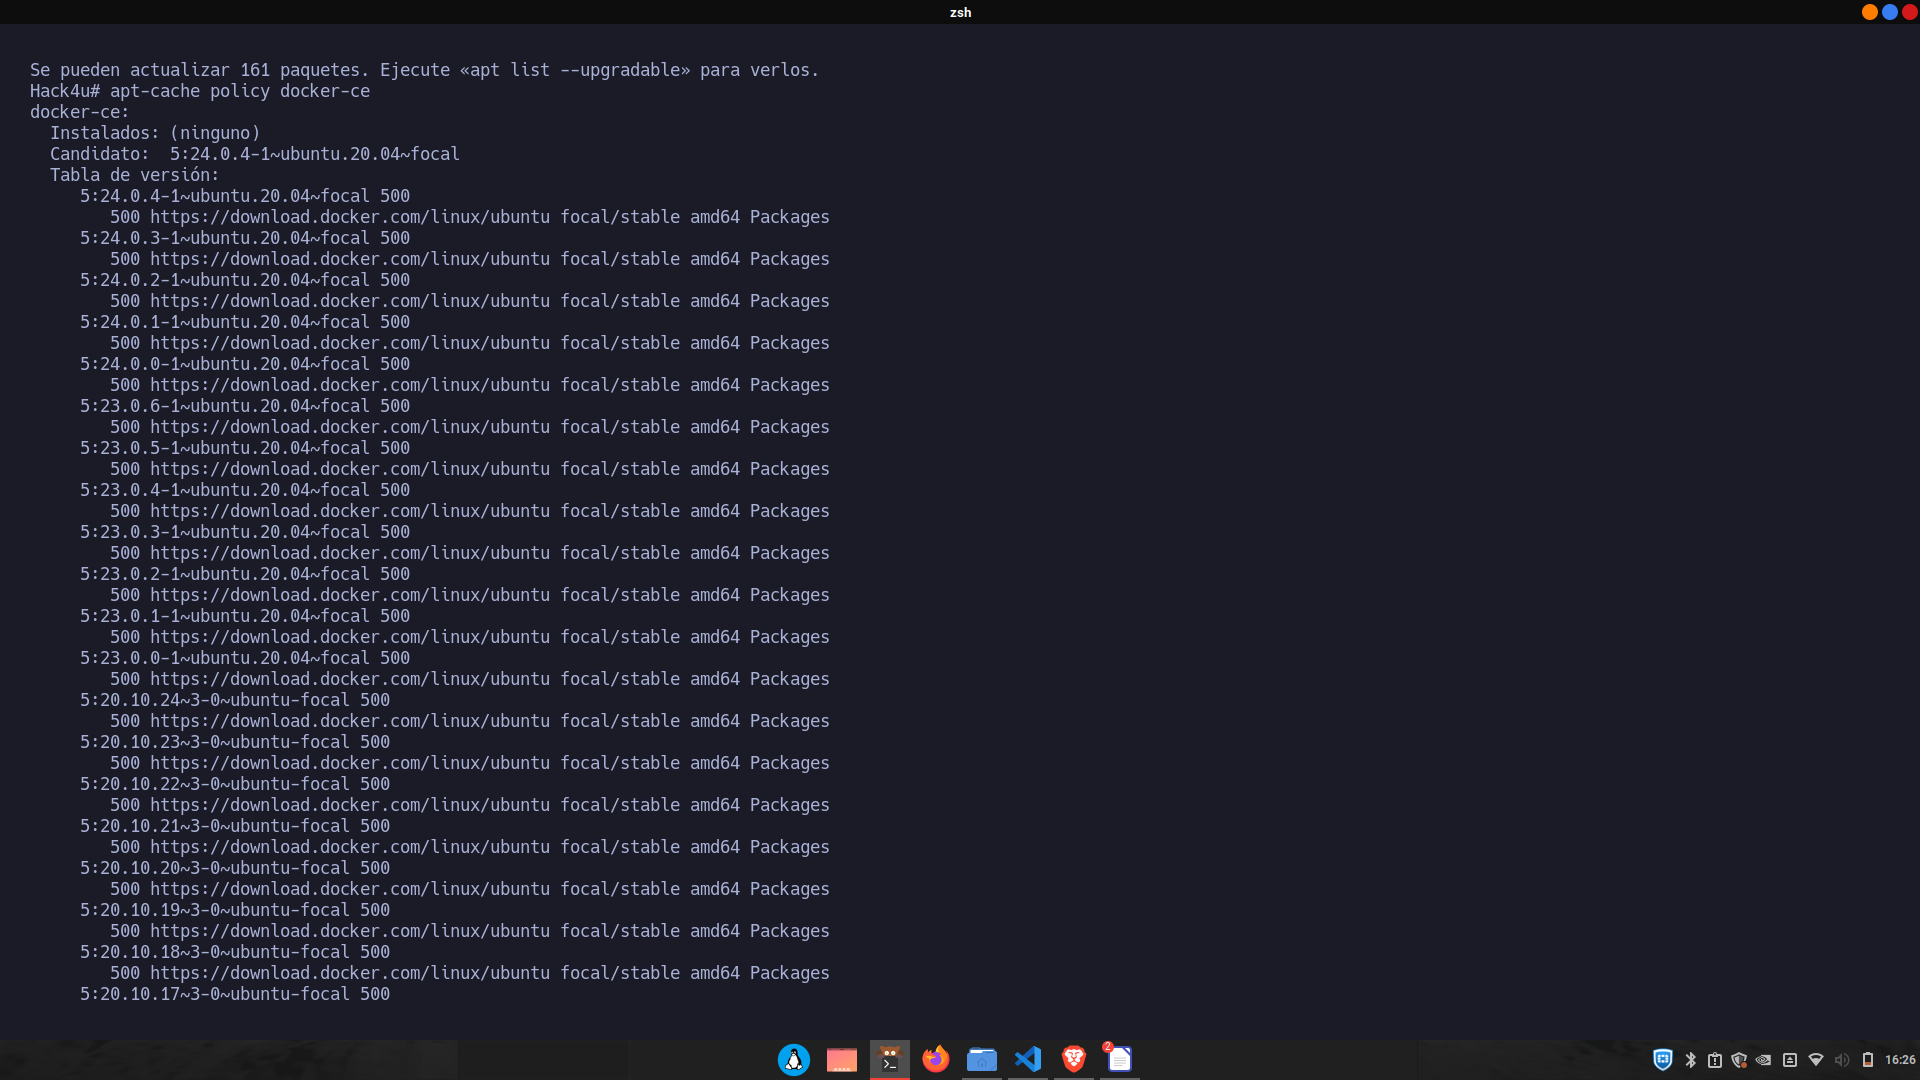 zsh
Se pueden actualizar 161 paquetes. Ejecute «apt list --upgradable» para verlos.
Hack4u# apt-cache policy docker-ce
docker-ce:
  Instalados: (ninguno)
  Candidato:  5:24.0.4-1~ubuntu.20.04~focal
  Tabla de versión:
     5:24.0.4-1~ubuntu.20.04~focal 500
        500 https://download.docker.com/linux/ubuntu focal/stable amd64 Packages
     5:24.0.3-1~ubuntu.20.04~focal 500
        500 https://download.docker.com/linux/ubuntu focal/stable amd64 Packages
     5:24.0.2-1~ubuntu.20.04~focal 500
        500 https://download.docker.com/linux/ubuntu focal/stable amd64 Packages
     5:24.0.1-1~ubuntu.20.04~focal 500
        500 https://download.docker.com/linux/ubuntu focal/stable amd64 Packages
     5:24.0.0-1~ubuntu.20.04~focal 500
        500 https://download.docker.com/linux/ubuntu focal/stable amd64 Packages
     5:23.0.6-1~ubuntu.20.04~focal 500
        500 https://download.docker.com/linux/ubuntu focal/stable amd64 Packages
     5:23.0.5-1~ubuntu.20.04~focal 500
        500 https://download.docker.com/linux/ubuntu focal/stable amd64 Packages
     5:23.0.4-1~ubuntu.20.04~focal 500
        500 https://download.docker.com/linux/ubuntu focal/stable amd64 Packages
     5:23.0.3-1~ubuntu.20.04~focal 500
        500 https://download.docker.com/linux/ubuntu focal/stable amd64 Packages
     5:23.0.2-1~ubuntu.20.04~focal 500
        500 https://download.docker.com/linux/ubuntu focal/stable amd64 Packages
     5:23.0.1-1~ubuntu.20.04~focal 500
        500 https://download.docker.com/linux/ubuntu focal/stable amd64 Packages
     5:23.0.0-1~ubuntu.20.04~focal 500
        500 https://download.docker.com/linux/ubuntu focal/stable amd64 Packages
     5:20.10.24~3-0~ubuntu-focal 500
        500 https://download.docker.com/linux/ubuntu focal/stable amd64 Packages
     5:20.10.23~3-0~ubuntu-focal 500
        500 https://download.docker.com/linux/ubuntu focal/stable amd64 Packages
     5:20.10.22~3-0~ubuntu-focal 500
        500 https://download.docker.com/linux/ubuntu focal/stable amd64 Packages
     5:20.10.21~3-0~ubuntu-focal 500
        500 https://download.docker.com/linux/ubuntu focal/stable amd64 Packages
     5:20.10.20~3-0~ubuntu-focal 500
        500 https://download.docker.com/linux/ubuntu focal/stable amd64 Packages
     5:20.10.19~3-0~ubuntu-focal 500
        500 https://download.docker.com/linux/ubuntu focal/stable amd64 Packages
     5:20.10.18~3-0~ubuntu-focal 500
        500 https://download.docker.com/linux/ubuntu focal/stable amd64 Packages
     5:20.10.17~3-0~ubuntu-focal 500
2
16:26